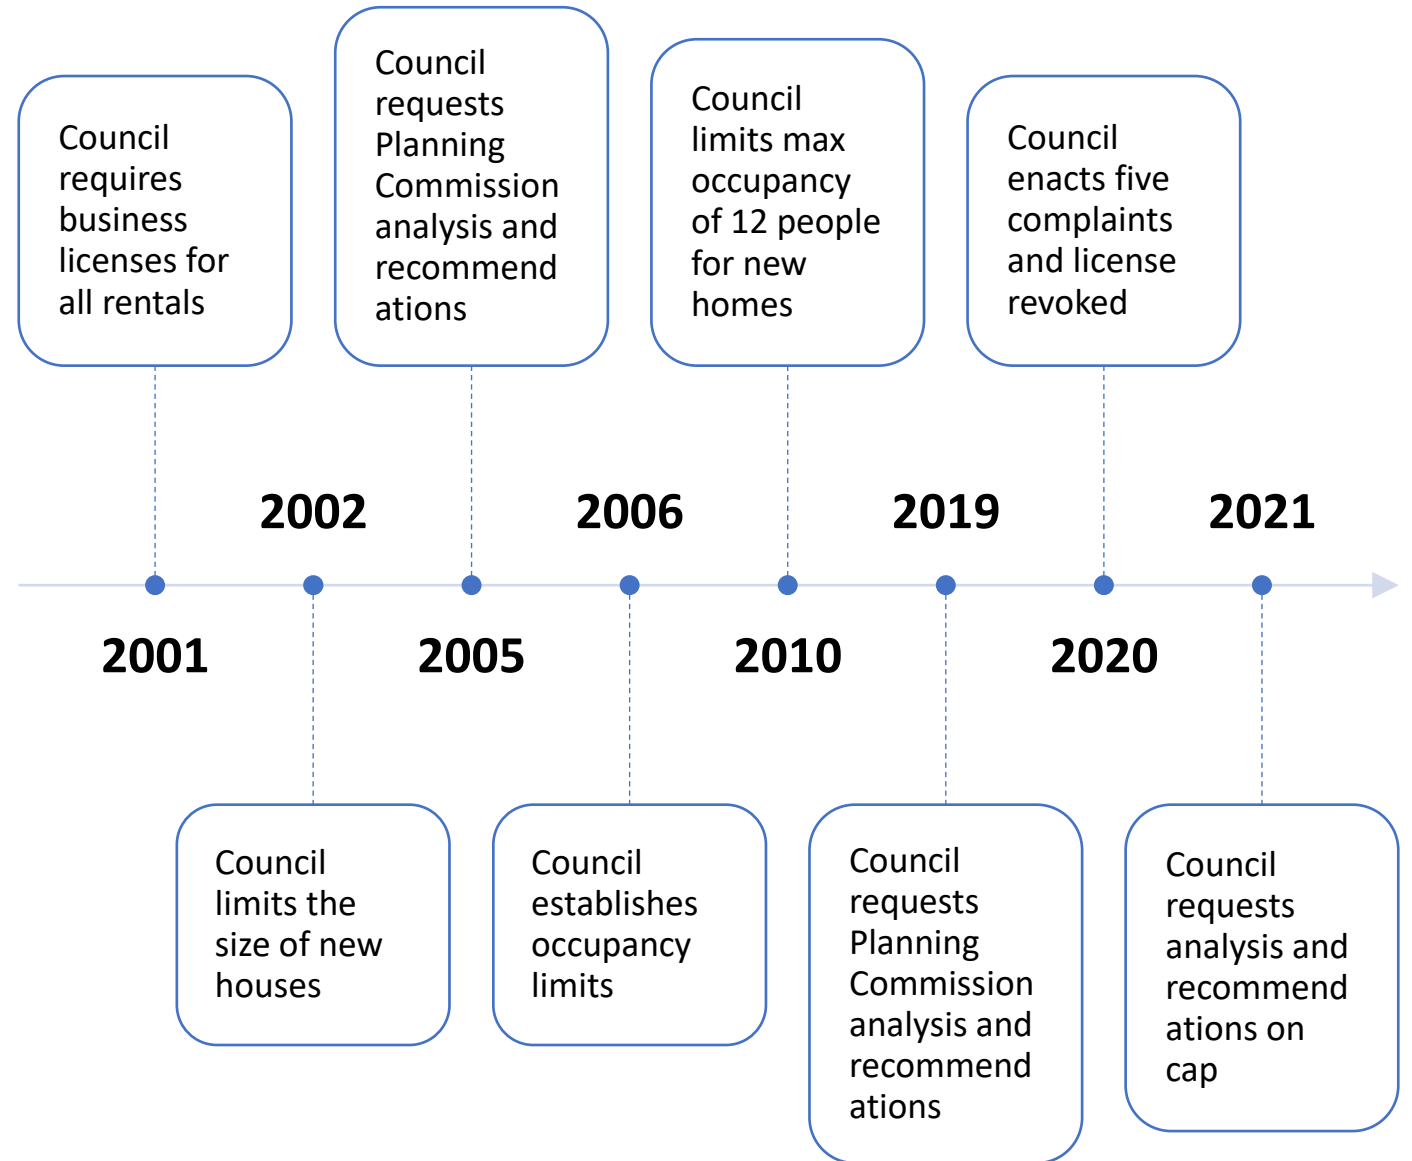 Council
requires
business
licenses for
all rentals
Council
requests
Planning
Commission
analysis and
recommend
ations
Council
limits max
occupancy
of 12 people
for new
homes
Council
enacts five
complaints
and license
revoked
2002
2006
2019
2021
2001
2005
2010
2020
Council
limits the
size of new
houses
Council
establishes
occupancy
limits
Council
requests
Planning
Commission
analysis and
recommend
ations
Council
requests
analysis and
recommend
ations on
cap